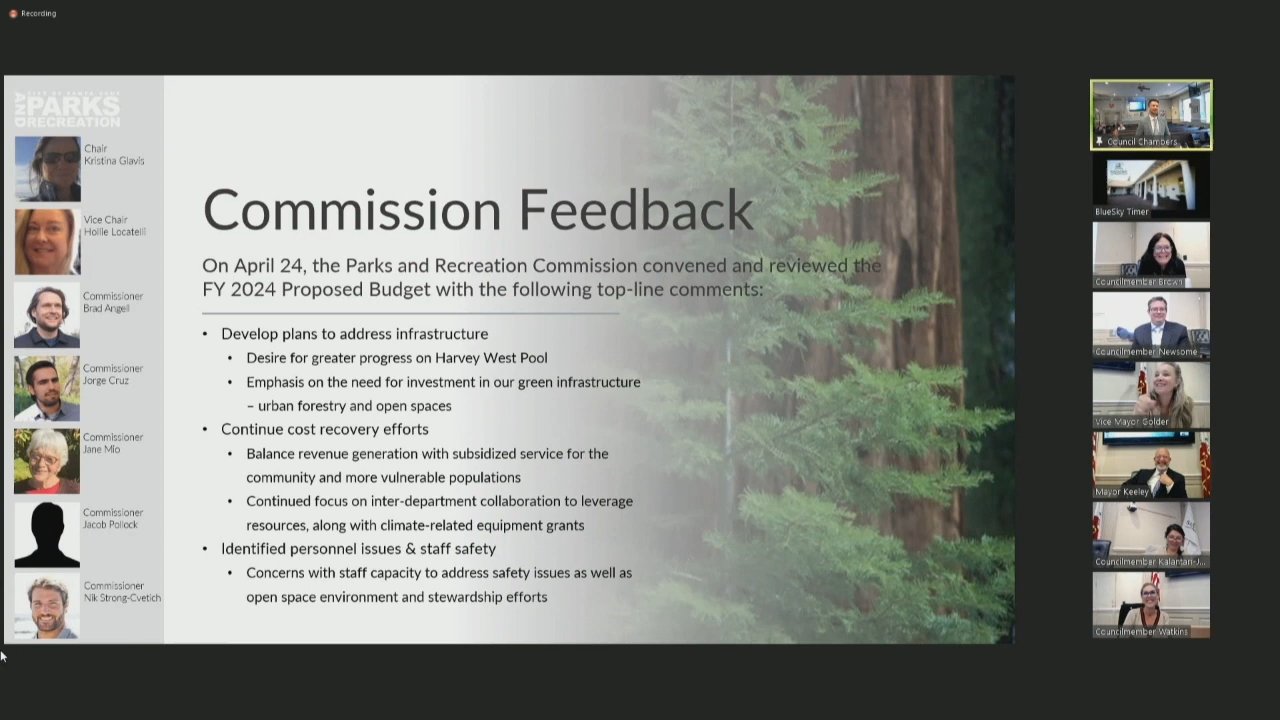 Recording
CITY OF SANTA CRUZ
PARKS
AND
RECREATION
Chair
Kristina Glavis
Vice Chair
Hollie Locatelli
Commissioner
Brad Angell
Commissioner
Jorge Cruz
Commissioner
Jane Mio
Commissioner
Jacob Pollock
Commissioner
Nik Strong-Cvetich
Commission Feedback
On April 24, the Parks and Recreation Commission convened and reviewed the
FY 2024 Proposed Budget with the following top-line comments:
• Develop plans to address infrastructure
• Desire for greater progress on Harvey West Pool
• Emphasis on the need for investment in our green infrastructure
– urban forestry and open spaces
• Continue cost recovery efforts
• Balance revenue generation with subsidized service for the
community and more vulnerable populations
• Continued focus on inter-department collaboration to leverage
resources, along with climate-related equipment grants
• Identified personnel issues & staff safety
• Concerns with staff capacity to address safety issues as well as
open space environment and stewardship efforts
Council Chambers
BlueSky Timer
Councilmember Brown
Councilmember Newsome
Vice Mayor Golder
Mayor Keeley
Councilmember Kalantari-J...
Councilmember Watkins